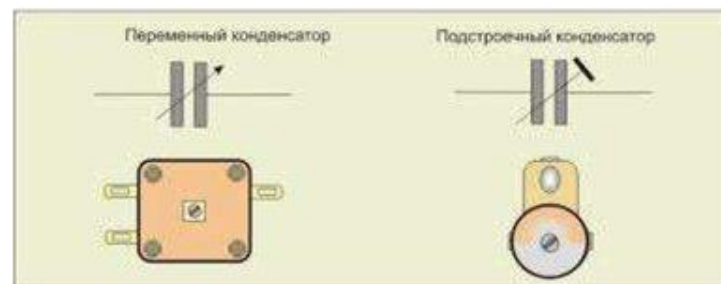 Переменный конденсатор
Подстроечный конденсатор